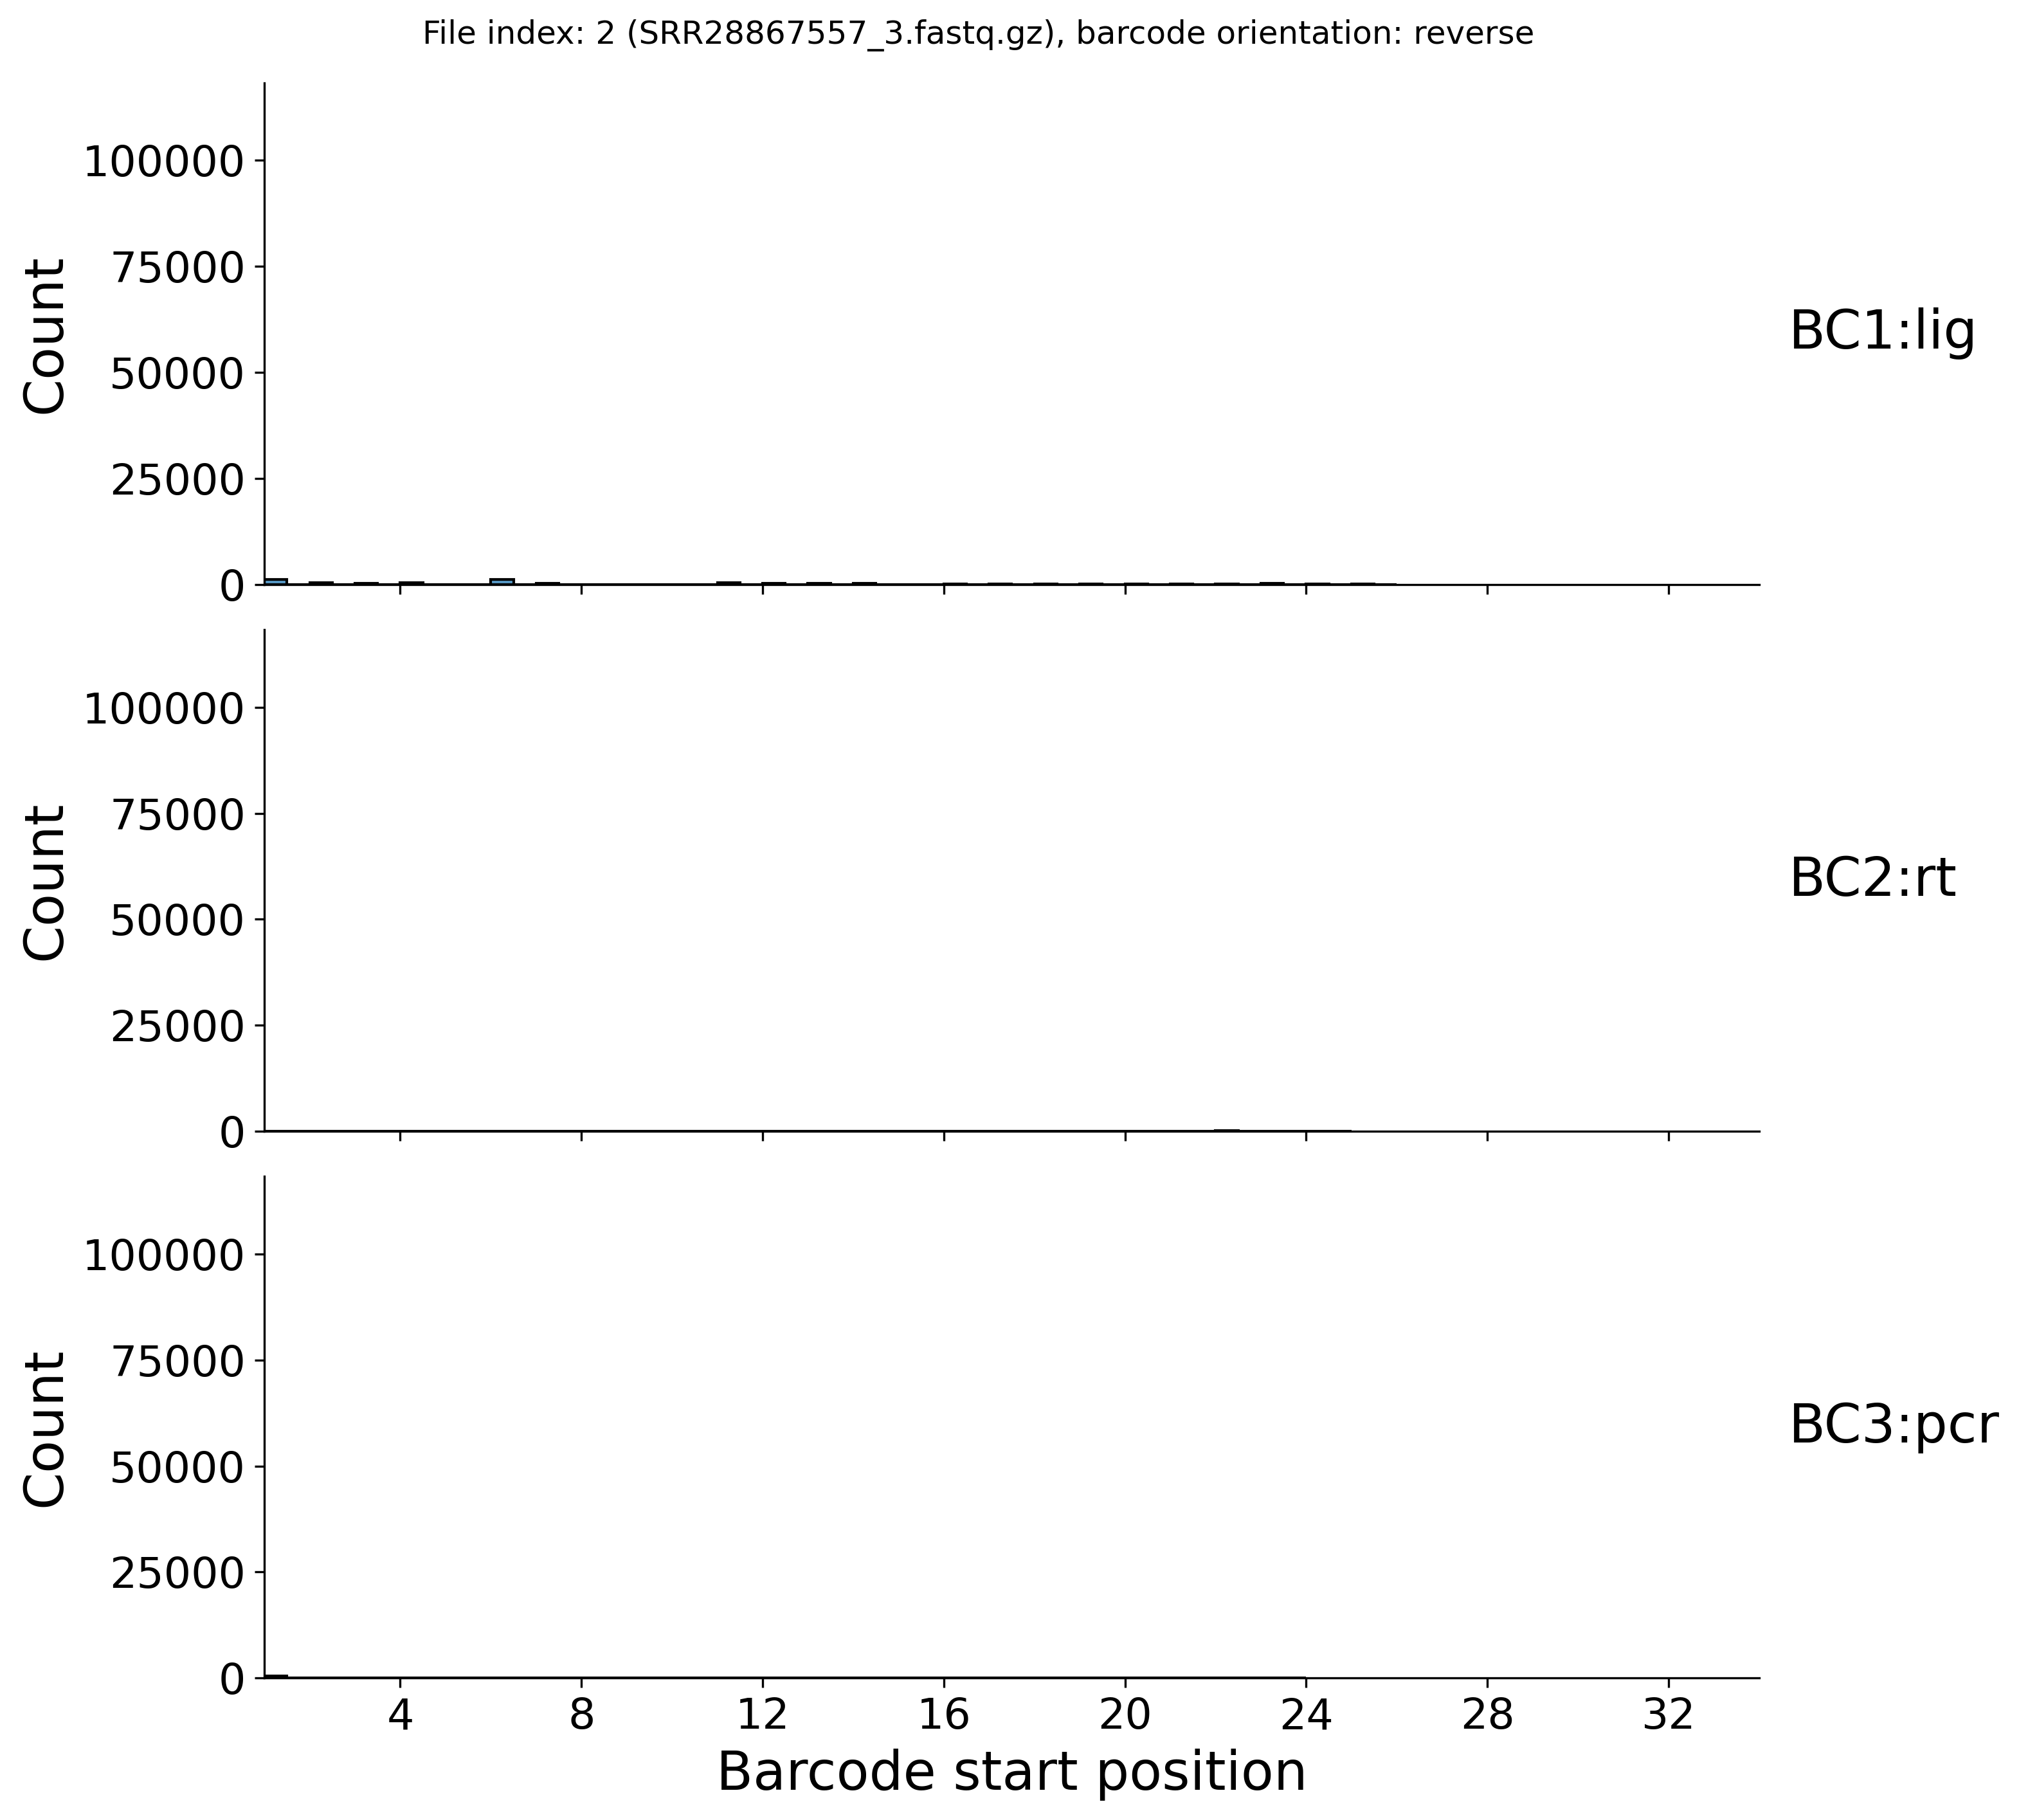 File index: 2 (SRR28867557_3.fastq.gz), barcode orientation: reverse
100000
75000
50000
25000
0
Count
BC1:lig
100000
75000
50000
25000
0
Count
BC2:rt
100000
75000
50000
25000
0
Count
BC3:pcr
4 8 12 16 20 24 28 32
Barcode start position